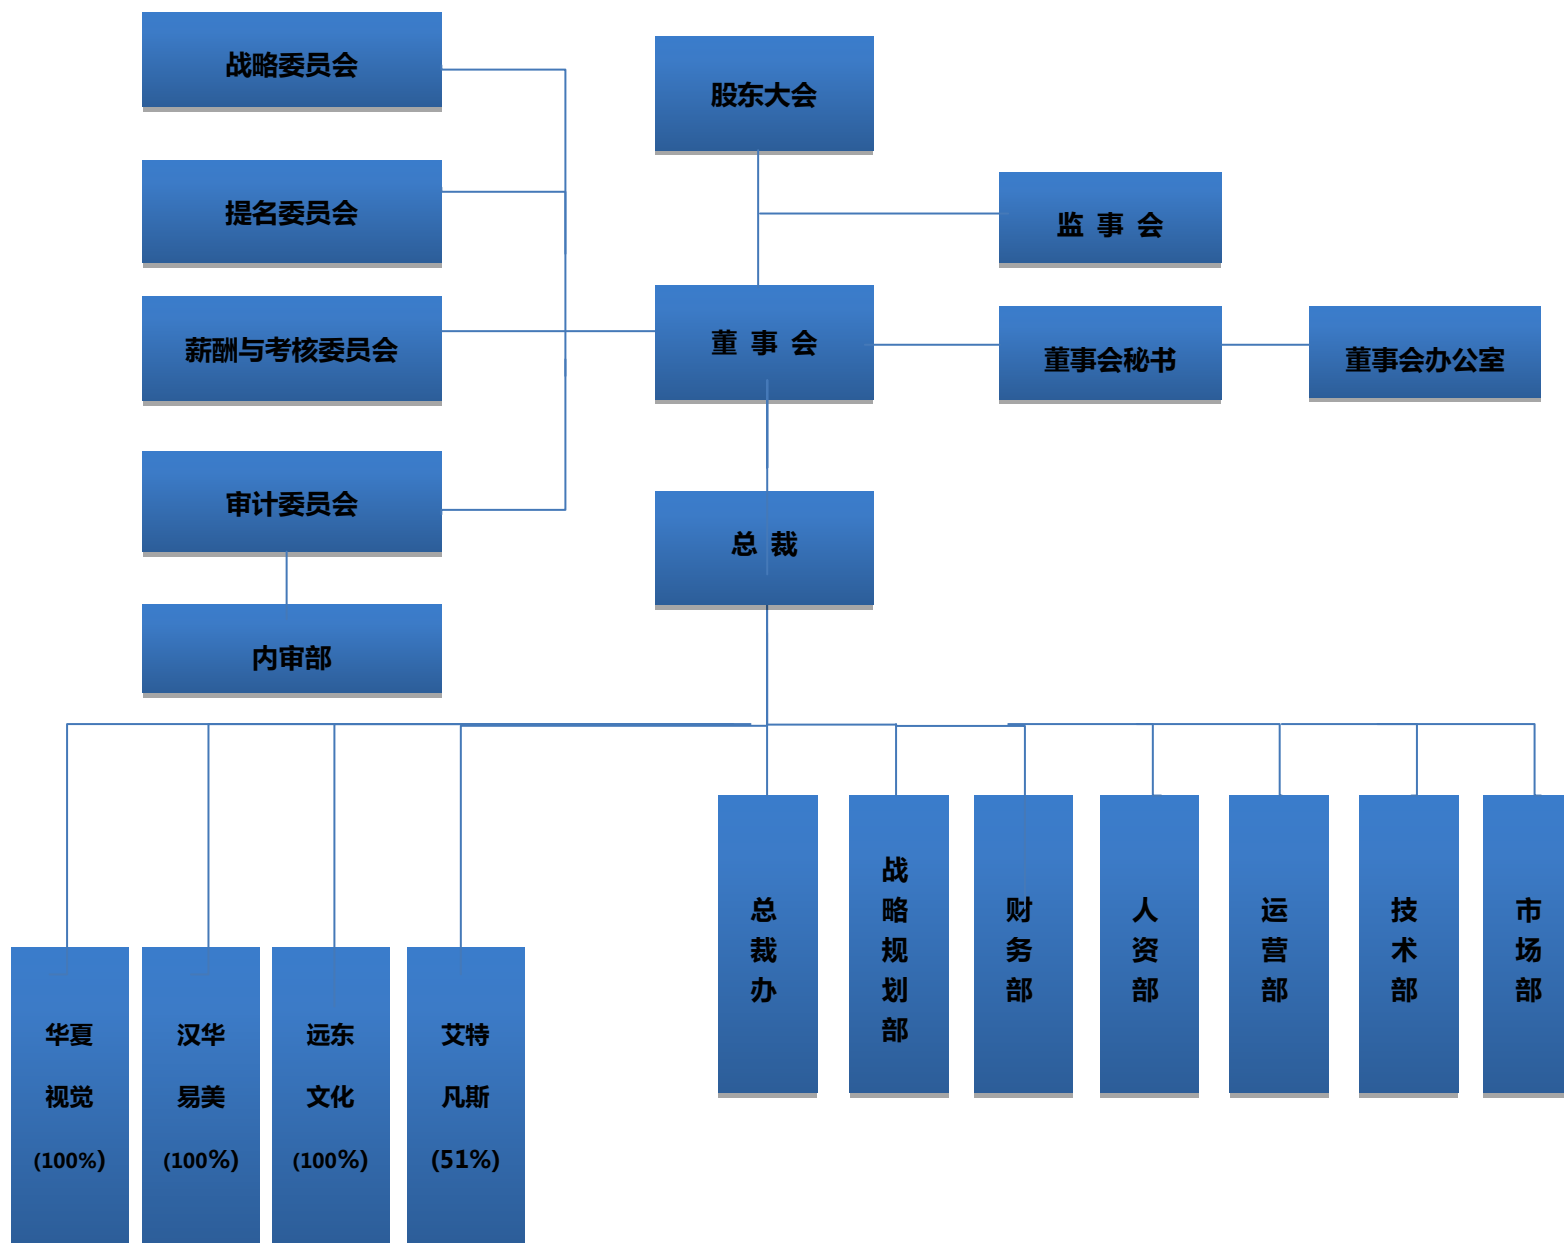 战略委员会
股东大会
提名委员会
监 事 会
薪酬与考核委员会
董 事 会
董事会秘书
董事会办公室
审计委员会
总 裁
内审部
华夏
视觉
(100%)
汉华
易美
(100%)
远东
文化
(100%)
艾特
凡斯
(51%)
总裁办
战略规划部
财务部
人资部
运营部
技术部
市场部